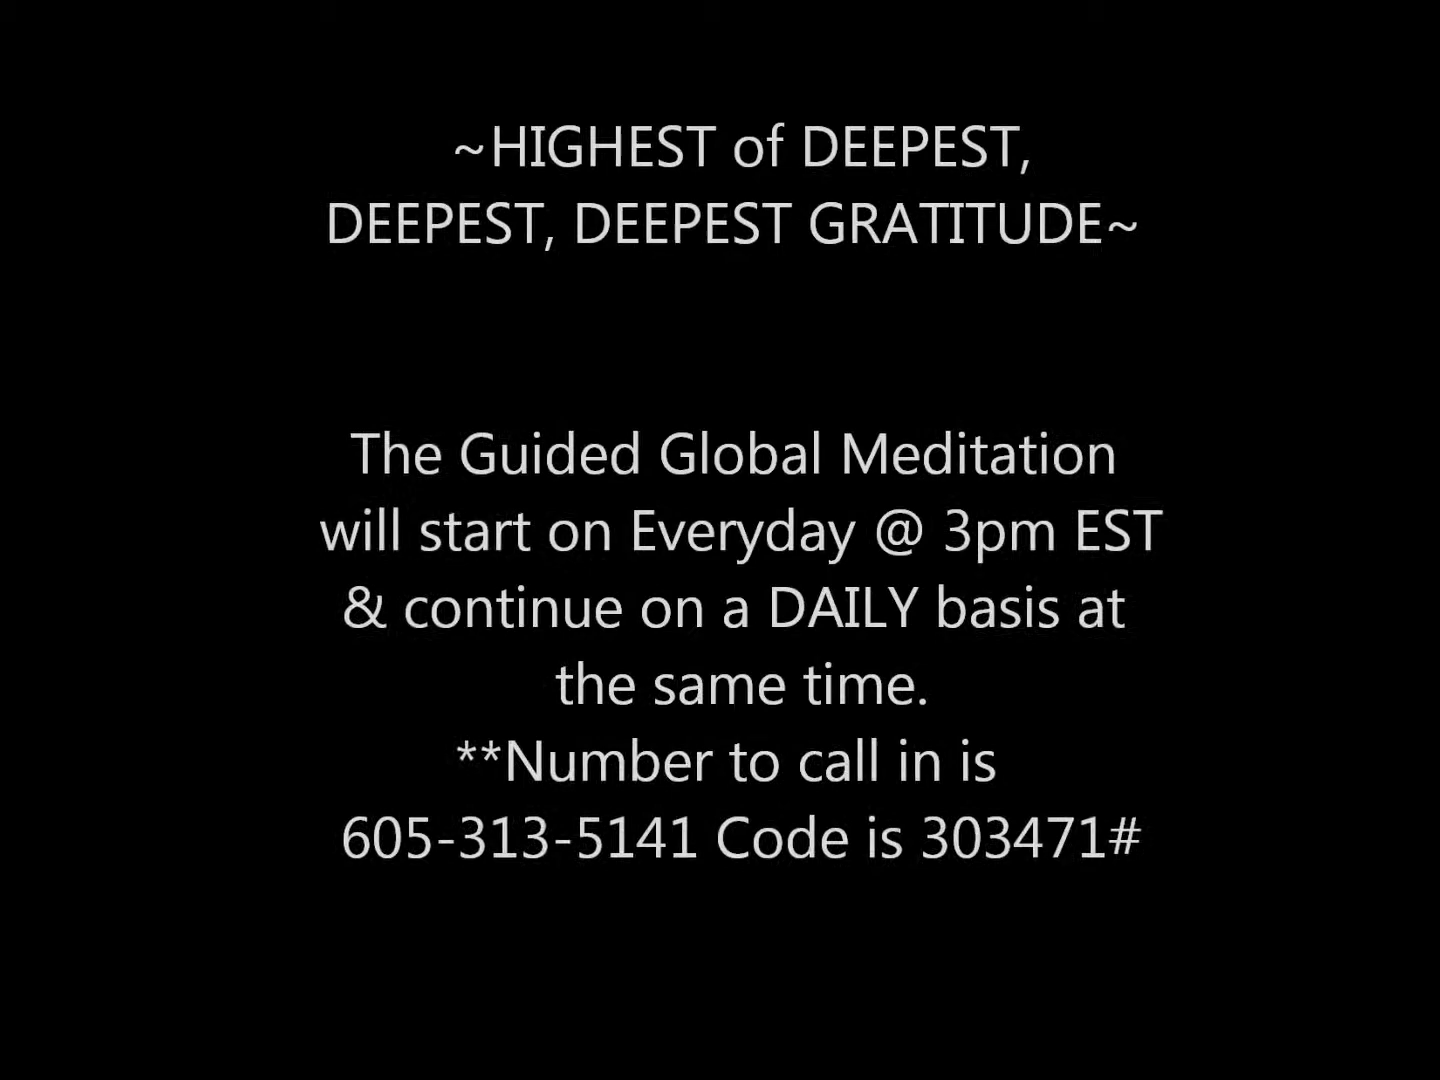 ~HIGHEST of DEEPEST,
DEEPEST, DEEPEST GRATITUDE~
The Guided Global Meditation
will start on Everyday @ 3pm EST
& continue on a DAILY basis at
the same time.
**Number to call in is
605-313-5141 Code is 303471#